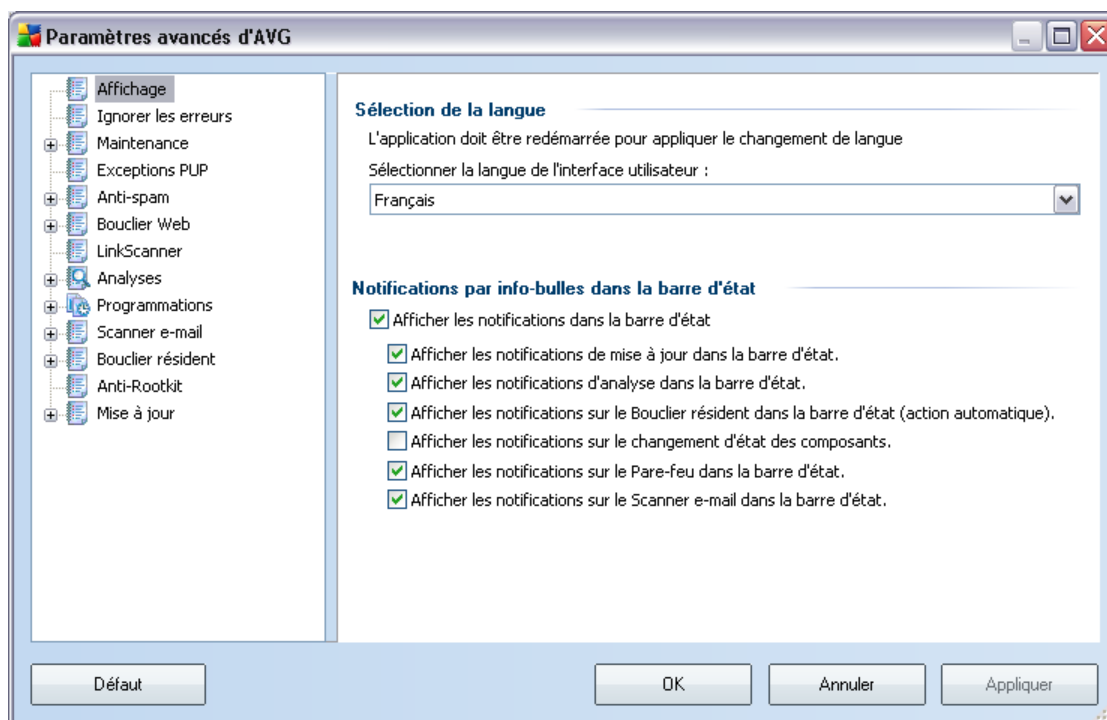 Paramètres avancés d'AVG
Affichage
Ignorer les erreurs
Maintenance
Exceptions PUP
Anti-spam
Bouclier Web
LinkScanner
Analyses
Programmations
Scanner e-mail
Bouclier résident
Anti-Rootkit
Mise à jour
Sélection de la langue
L'application doit être redémarrée pour appliquer le changement de langue
Sélectionner la langue de l'interface utilisateur :
Français
Notifications par info-bulles dans la barre d'état
Afficher les notifications dans la barre d'état
Afficher les notifications de mise à jour dans la barre d'état.
Afficher les notifications d'analyse dans la barre d'état.
Afficher les notifications sur le Bouclier résident dans la barre d'état (action automatique).
Afficher les notifications sur le changement d'état des composants.
Afficher les notifications sur le Pare-feu dans la barre d'état.
Afficher les notifications sur le Scanner e-mail dans la barre d'état.
Défaut
OK
Annuler
Appliquer